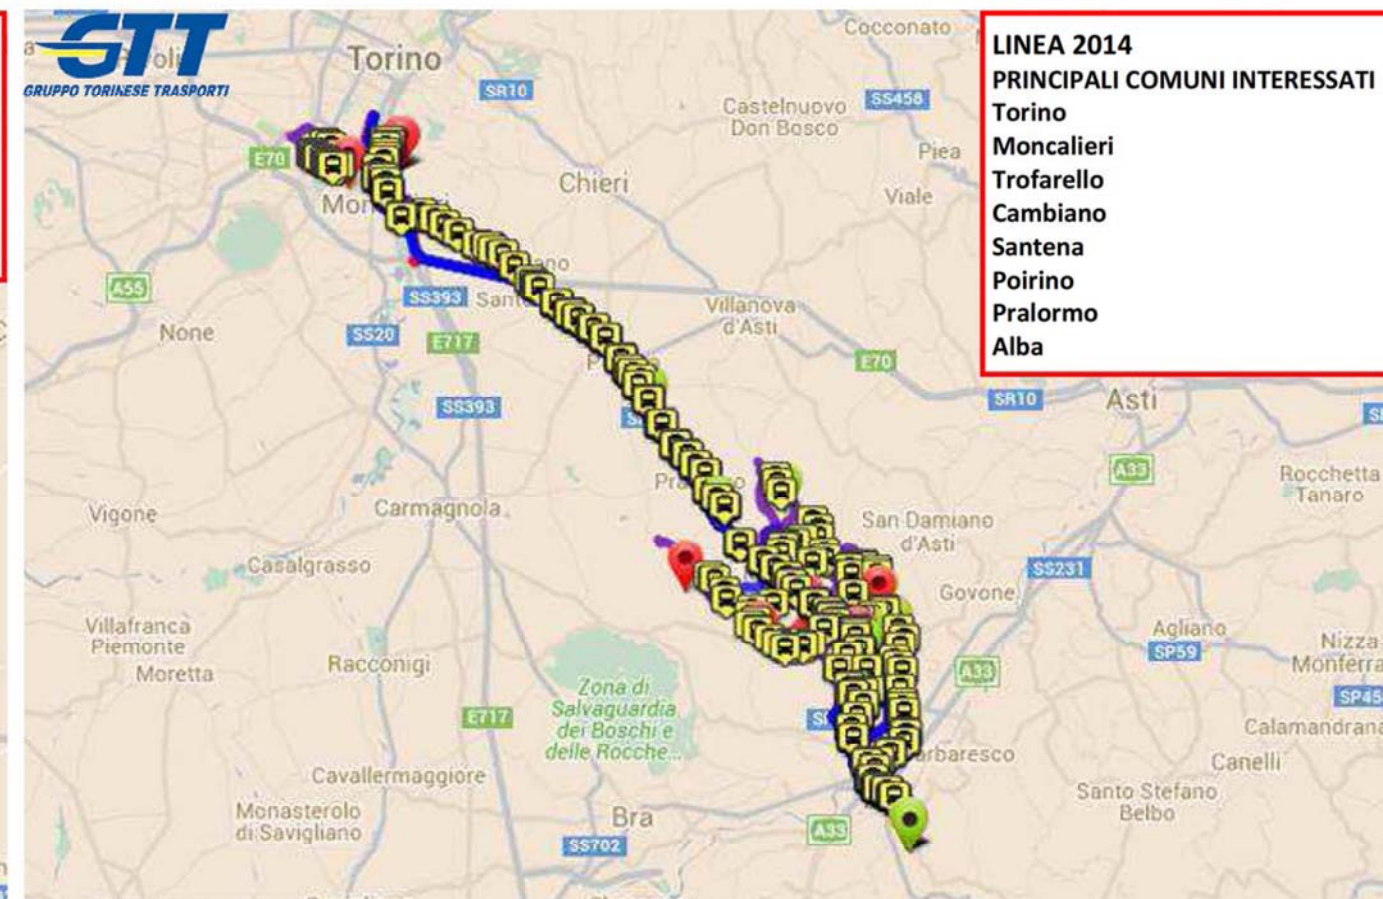 GTT
GRUPPO TORINESE TRASPORTI
LINEA 2014
PRINCIPALI COMUNI INTERESSATI
Torino
Moncalieri
Trofarello
Cambiano
Santena
Poirino
Pralormo
Alba
Torino
Cocconato
SR10
Castelnuovo
Don Bosco
SS458
Piea
E70
Chieri
Viale
A55
SS393
Villanova
d'Asti
None
SS20
E717
E70
SS393
SR10
Asti
A33
Rocchetta
Tanaro
Vigone
Carmagnola
San Damiano
d'Asti
Casalgrasso
SS231
Govone
Villafranca
Piemonte
Agliano
SP59
Nizza
Monferra
Moretta
Racconigi
A33
Zona di
Salvaguardia
dei Boschi e
delle Rocche...
E717
SP45
Calamandrana
arbaresco
Canelli
Cavallermaggiore
Santo Stefano
Belbo
Monasterolo
di Savigliano
Bra
A33
SS702